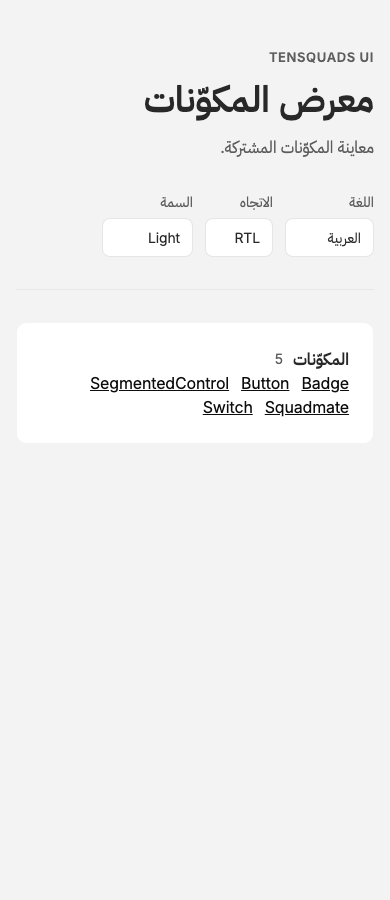 TENSQUADS UI
معرض المكوّنات
معاينة المكوّنات المشتركة.
اللغة الاتجاه السمة
العربية RTL Light
المكوّنات 5
Badge Button SegmentedControl
Squadmate Switch